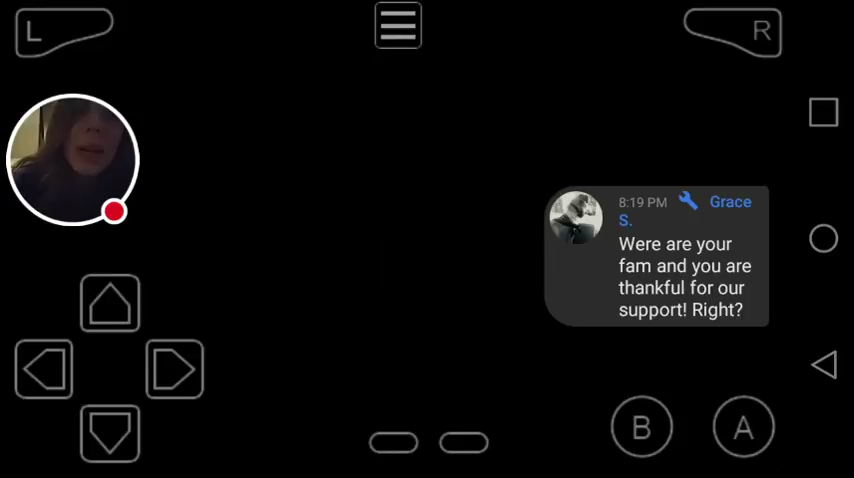 L
R
8:19 PM Grace
S.
Were are your
fam and you are
thankful for our
support! Right?
B
A